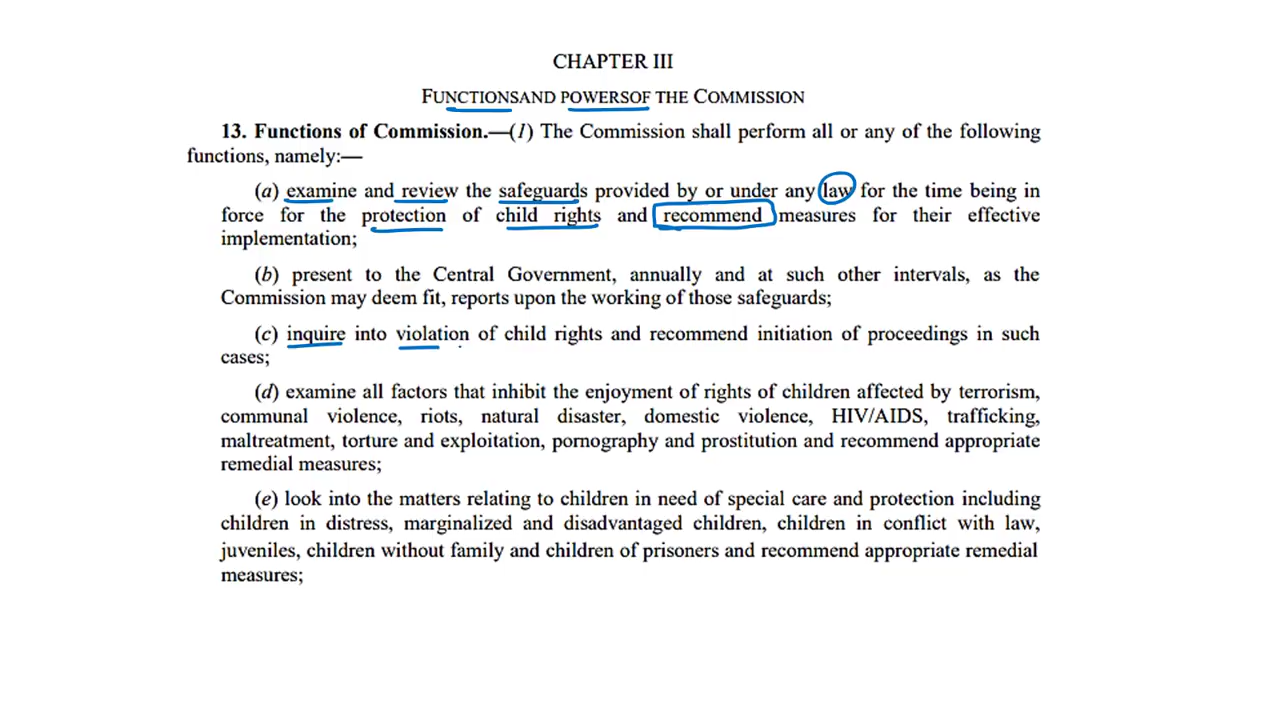 CHAPTER III
FUNCTIONSAND POWERSOF THE COMMISSION
13. Functions of Commission.—(1) The Commission shall perform all or any of the following
functions, namely:—
(a) examine and review the safeguards provided by or under any law for the time being in
force for the protection of child rights and recommend measures for their effective
implementation;
(b) present to the Central Government, annually and at such other intervals, as the
Commission may deem fit, reports upon the working of those safeguards;
(c) inquire into violation of child rights and recommend initiation of proceedings in such
cases;
(d) examine all factors that inhibit the enjoyment of rights of children affected by terrorism,
communal violence, riots, natural disaster, domestic violence, HIV/AIDS, trafficking,
maltreatment, torture and exploitation, pornography and prostitution and recommend appropriate
remedial measures;
(e) look into the matters relating to children in need of special care and protection including
children in distress, marginalized and disadvantaged children, children in conflict with law,
juveniles, children without family and children of prisoners and recommend appropriate remedial
measures;